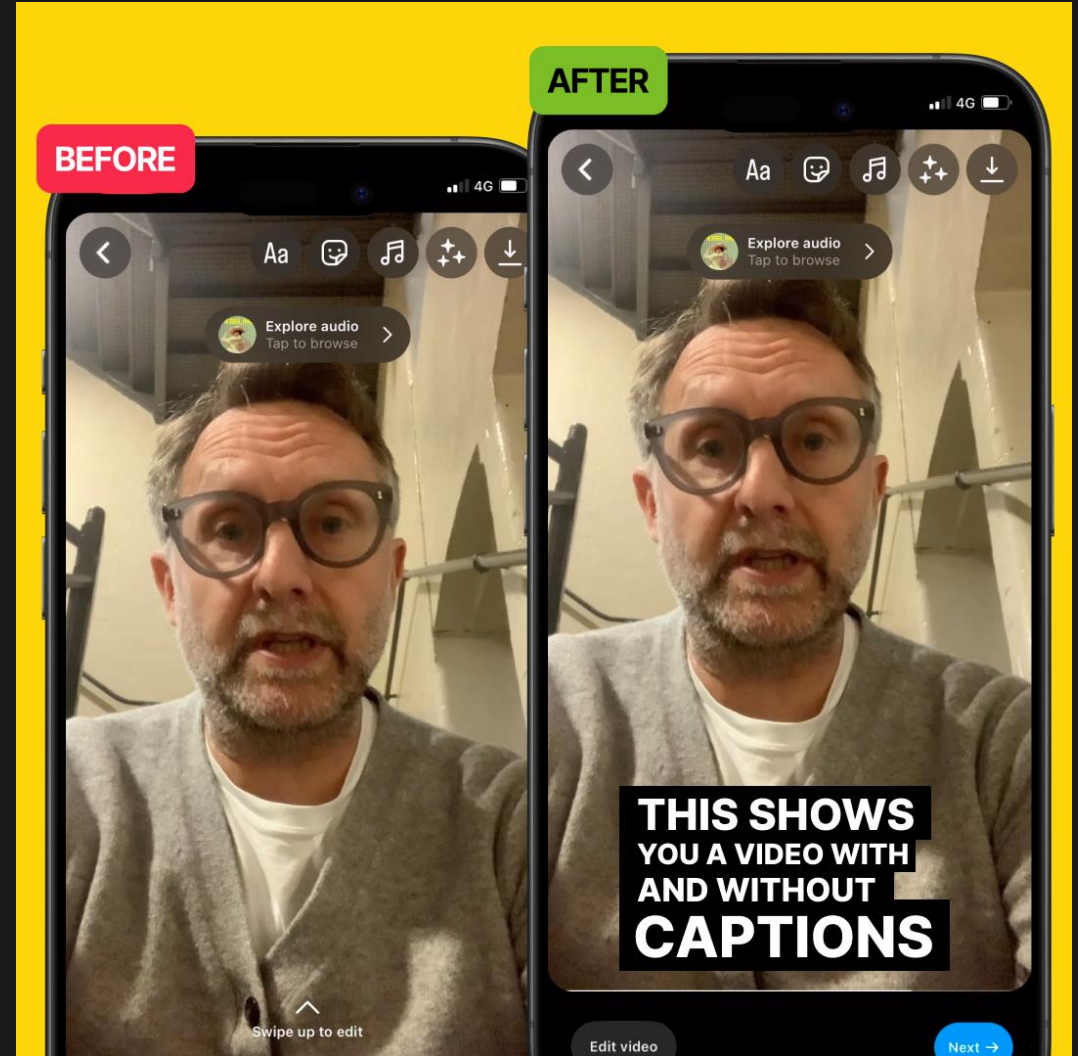 BEFORE
4G
Aa
Explore audio
Tap to browse
Swipe up to edit
AFTER
4G
Aa
Explore audio
Tap to browse
THIS SHOWS
YOU A VIDEO WITH
AND WITHOUT
CAPTIONS
Edit video
Next →